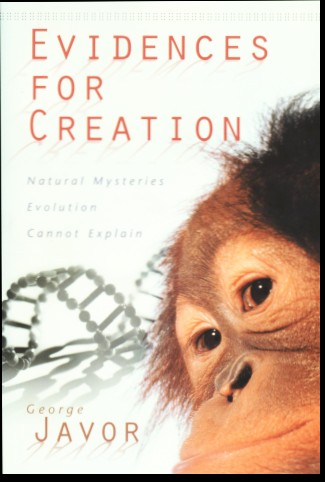 EVIDENCES
FOR
CREATION
Natural Mysteries
Evolution
Cannot Explain
George
JAVOR